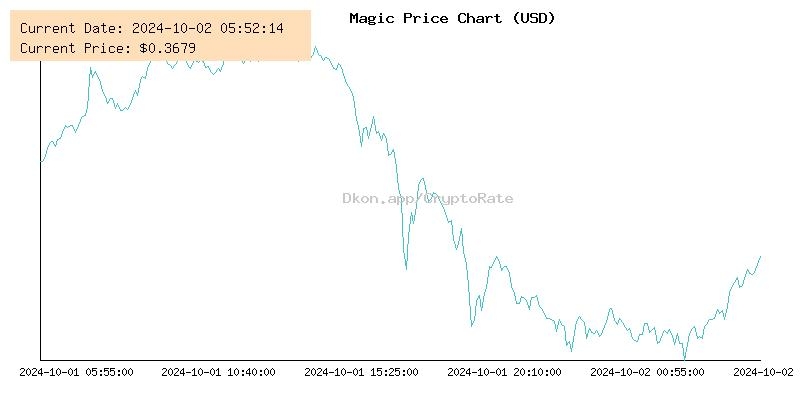 Magic Price Chart (USD)
Current Date: 2024-10-02 05:52:14
Current Price: $0.3679
Dkon.app/CryptoRate
2024-10-01 05:55:00 2024-10-01 10:40:00 2024-10-01 15:25:00 2024-10-01 20:10:00 2024-10-02 00:55:00 2024-10-02